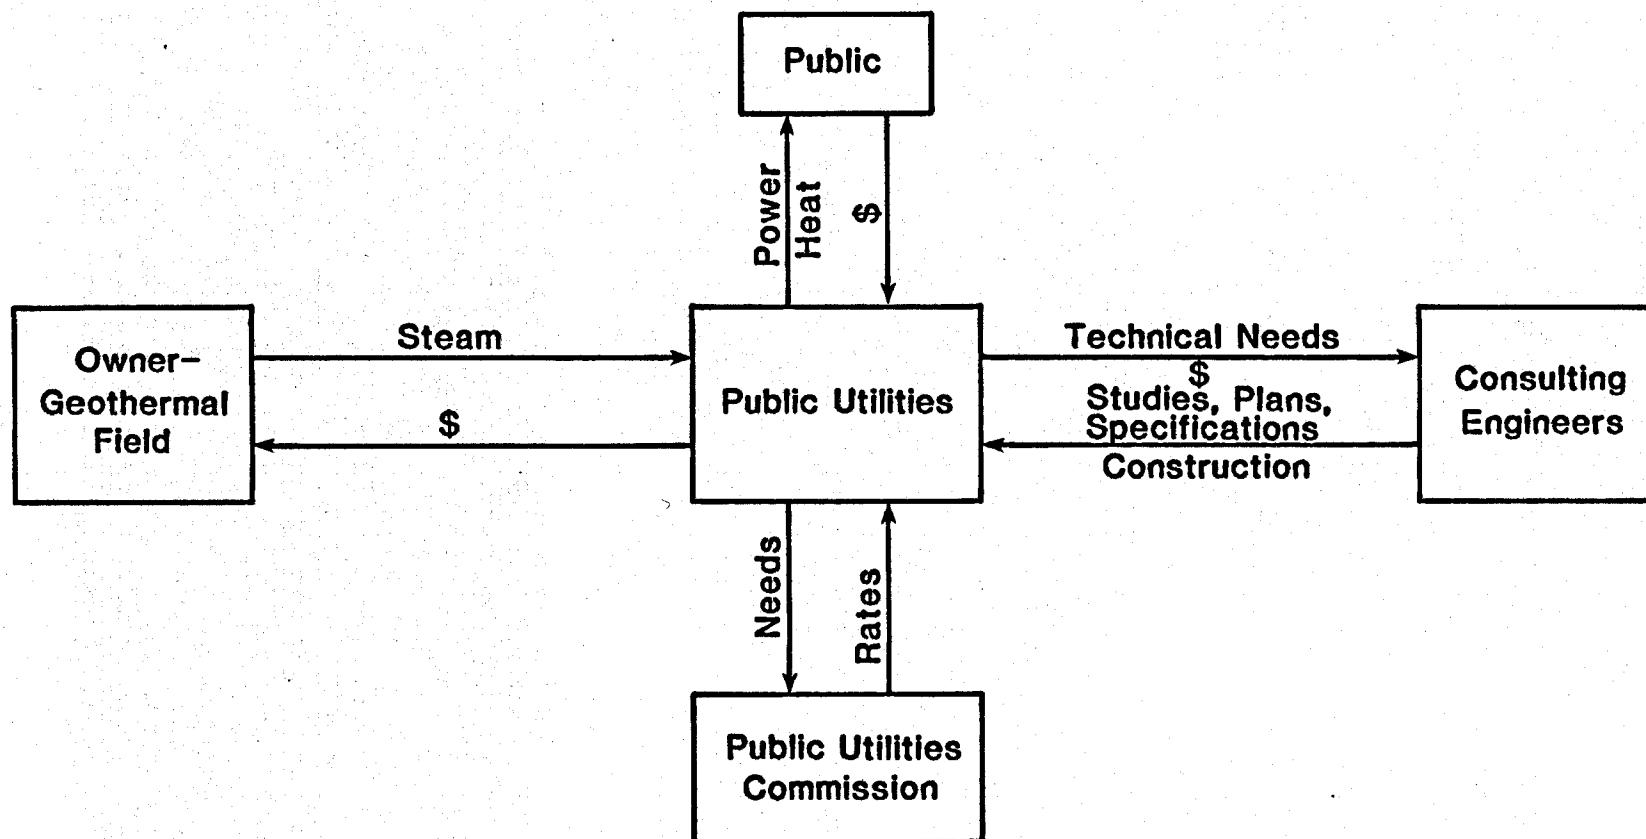 Public
Power
Heat
$
Owner-
Geothermal
Field
Steam
$
Public Utilities
Technical Needs
$
Studies, Plans,
Specifications
Construction
Consulting
Engineers
Needs
Rates
Public Utilities
Commission